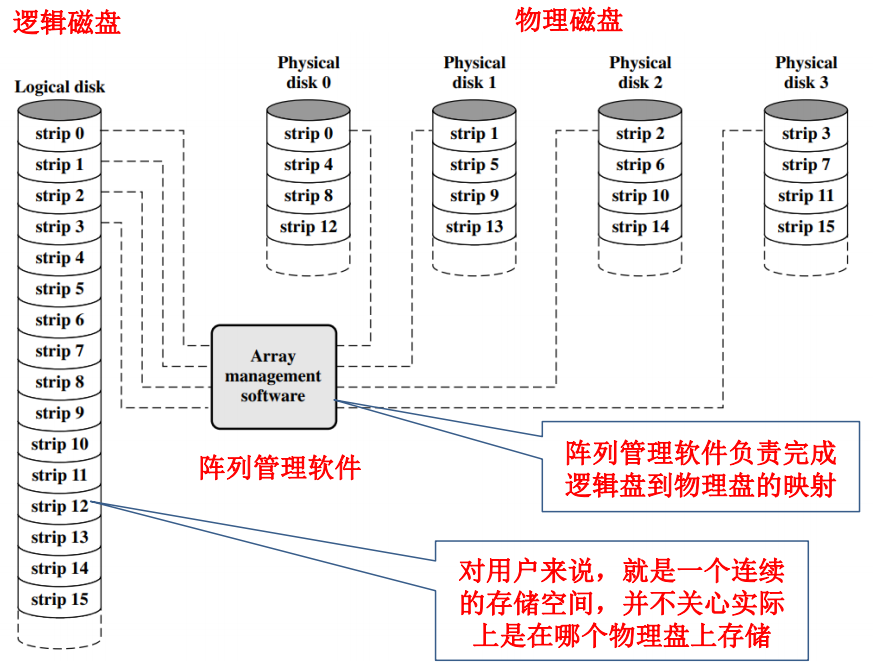 逻辑磁盘
物理磁盘
Logical disk
strip 0
strip 1
strip 2
strip 3
strip 4
strip 5
strip 6
strip 7
strip 8
strip 9
strip 10
strip 11
strip 12
strip 13
strip 14
strip 15
Physical
disk 0
strip 0
strip 4
strip 8
strip 12
Physical
disk 1
strip 1
strip 5
strip 9
strip 13
Physical
disk 2
strip 2
strip 6
strip 10
strip 14
Physical
disk 3
strip 3
strip 7
strip 11
strip 15
Array
management
software
阵列管理软件
阵列管理软件负责完成
逻辑盘到物理盘的映射
对用户来说，就是一个连续
的存储空间，并不关心实际
上是在哪个物理盘上存储